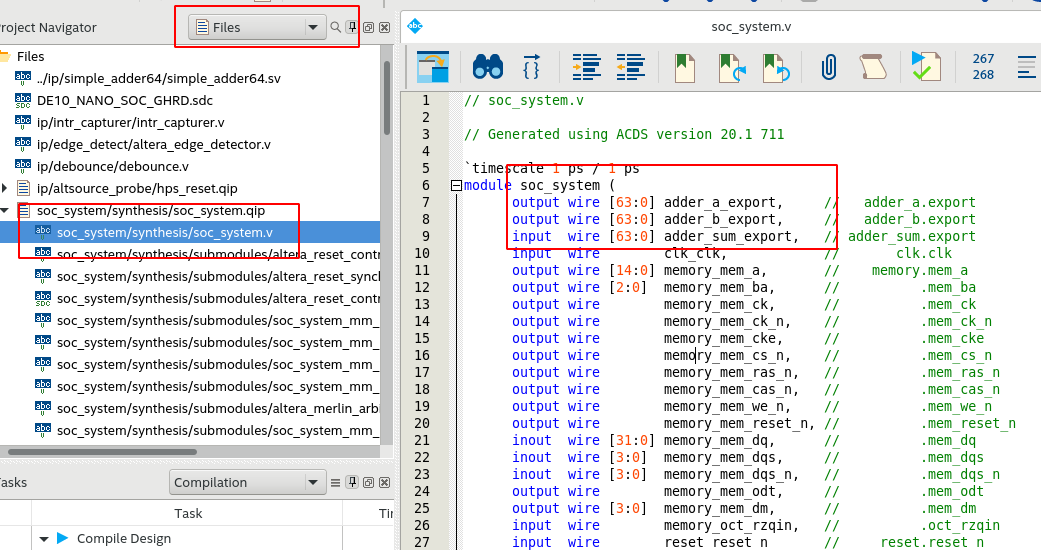 Project Navigator
Files
Files
../ip/simple_adder64/simple_adder64.sv
DE10_NANO_SOC_GHRD.sdc
ip/intr_capturer/intr_capturer.v
ip/edge_detect/altera_edge_detector.v
ip/debounce/debounce.v
ip/altsource_probe/hps_reset.qip
soc_system/synthesis/soc_system.qip
soc_system/synthesis/soc_system.v
soc_system/synthesis/submodules/altera_reset_contr
soc_system/synthesis/submodules/altera_reset_synch
soc_system/synthesis/submodules/altera_reset_contr
soc_system/synthesis/submodules/soc_system_mm_
soc_system/synthesis/submodules/soc_system_mm_
soc_system/synthesis/submodules/soc_system_mm_
soc_system/synthesis/submodules/soc_system_mm_
soc_system/synthesis/submodules/altera_merlin_arbi
soc_system/synthesis/submodules/soc_system_mm_
Tasks
Compilation
Task
Compile Design
soc_system.v
267
268
1 // soc_system.v
2
3 // Generated using ACDS version 20.1 711
4
5 `timescale 1 ps / 1 ps
6 module soc_system (
7 output wire [63:0] adder_a_export, // adder_a.export
8 output wire [63:0] adder_b_export, // adder_b.export
9 input wire [63:0] adder_sum_export, // adder_sum.export
10 input wire clk_clk, // clk.clk
11 output wire [14:0] memory_mem_a, // memory.mem_a
12 output wire [2:0] memory_mem_ba, // .mem_ba
13 output wire memory_mem_ck, // .mem_ck
14 output wire memory_mem_ck_n, // .mem_ck_n
15 output wire memory_mem_cke, // .mem_cke
16 output wire memory_mem_cs_n, // .mem_cs_n
17 output wire memory_mem_ras_n, // .mem_ras_n
18 output wire memory_mem_cas_n, // .mem_cas_n
19 output wire memory_mem_we_n, // .mem_we_n
20 output wire memory_mem_reset_n, // .mem_reset_n
21 inout wire [31:0] memory_mem_dq, // .mem_dq
22 inout wire [3:0] memory_mem_dqs, // .mem_dqs
23 inout wire [3:0] memory_mem_dqs_n, // .mem_dqs_n
24 output wire memory_mem_odt, // .mem_odt
25 output wire [3:0] memory_mem_dm, // .mem_dm
26 input wire memory_oct_rzqin, // .oct_rzqin
27 input wire reset_reset_n // reset.reset_n